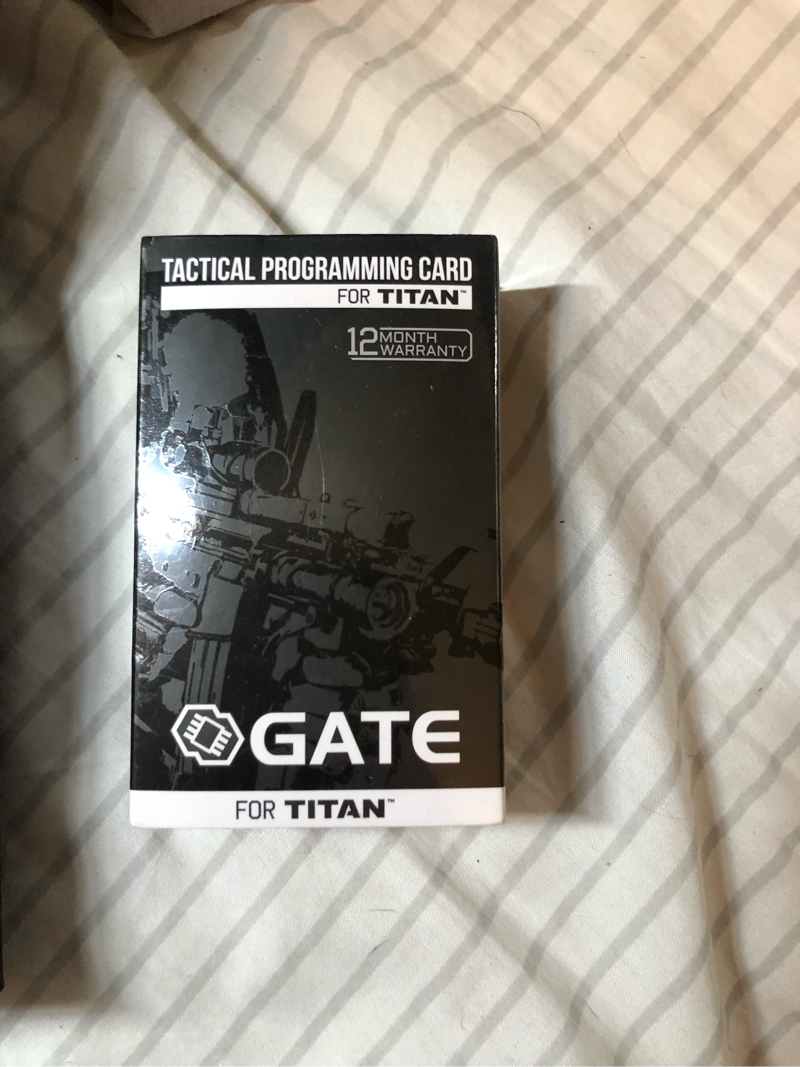 TACTICAL PROGRAMMING CARD
FOR TITAN™
12 MONTH
WARRANTY
GATE
FOR TITAN™